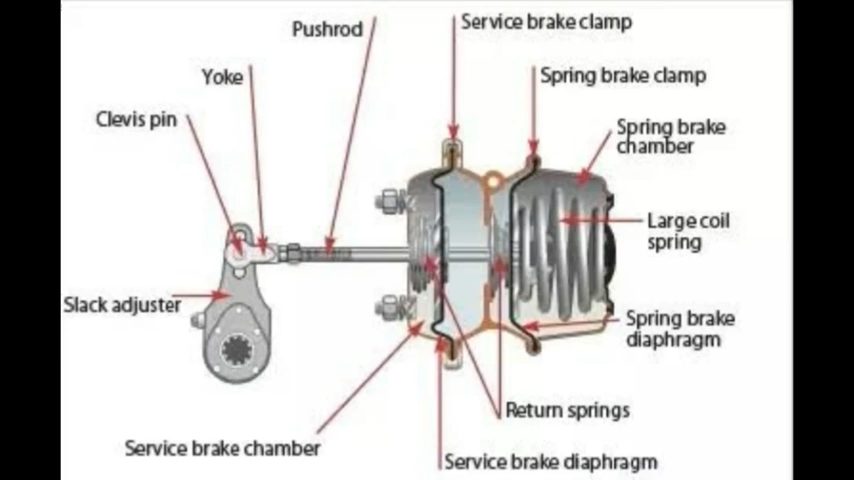 Service brake clamp
Pushrod
Yoke
Spring brake clamp
Clevis pin
Spring brake
chamber
Large coil
spring
Slack adjuster
Spring brake
diaphragm
Return springs
Service brake chamber
Service brake diaphragm